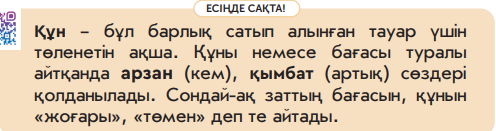 ЕСІҢДЕ САҚТА!
Құн – бұл барлық сатып алынған тауар үшін
төленетін ақша. Құны немесе бағасы туралы
айтқанда арзан (кем), қымбат (артық) сөздері
қолданылады. Сондай-ақ заттың бағасын, құнын
«жоғары», «төмен» деп те айтады.